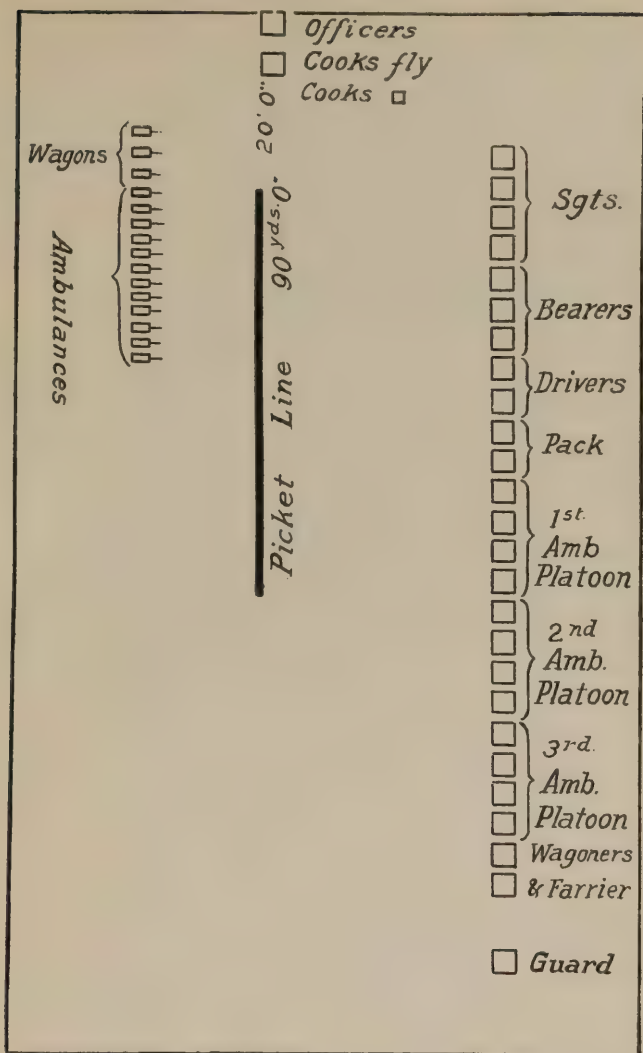 Officers
Cooks fly
Cooks
20' 0"
Wagons
Ambulances
90 yds. 0"
Picket Line
Sgts.
Bearers
Drivers
Pack
1st.
Amb
Platoon
2nd
Amb.
Platoon
3rd.
Amb.
Platoon
Wagoners
& Farrier
Guard